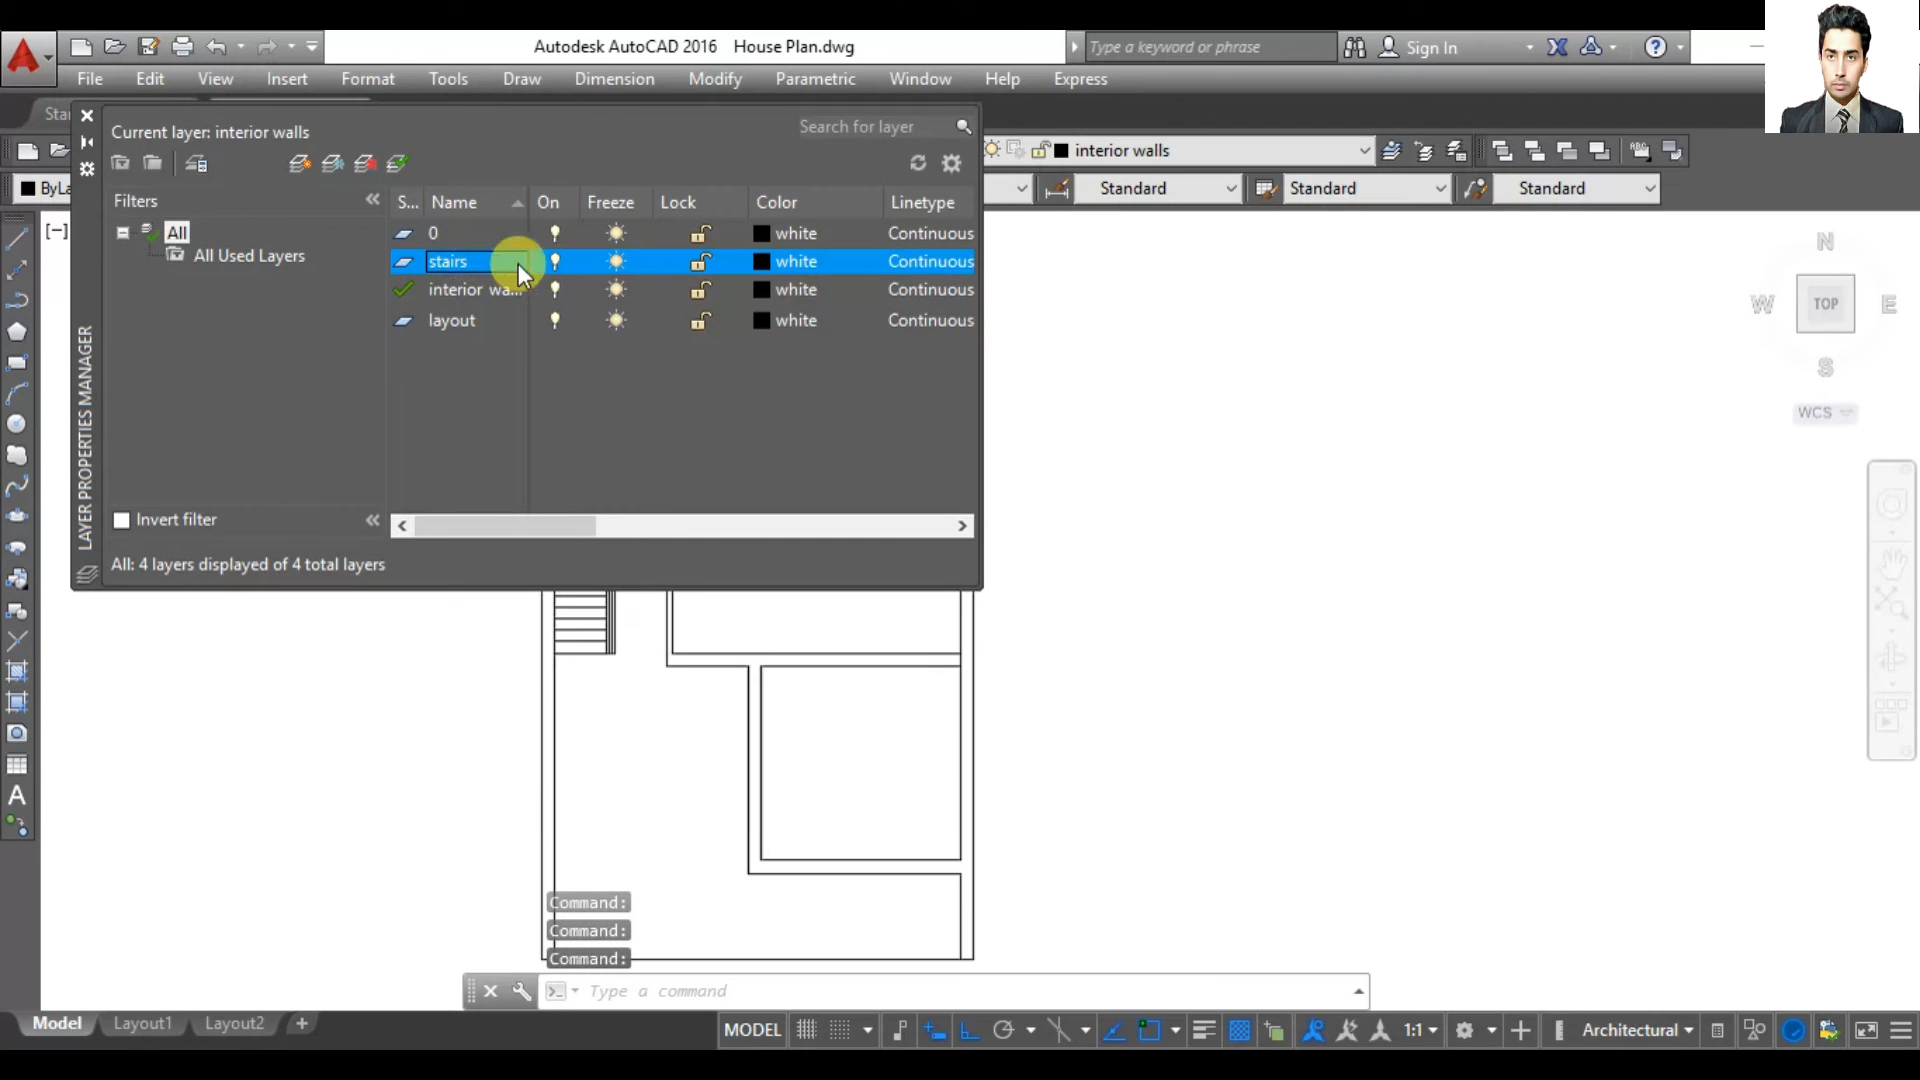 Autodesk AutoCAD 2016 House Plan.dwg
Type a keyword or phrase
Sign In
File Edit View Insert Format Tools Draw Dimension Modify Parametric Window Help Express
Current layer: interior walls
Search for layer
interior walls
Standard Standard Standard
Filters
S... Name On Freeze Lock Color Linetype
All
All Used Layers
0 white Continuous
stairs white Continuous
interior wa... white Continuous
layout white Continuous
LAYER PROPERTIES MANAGER
Invert filter
All: 4 layers displayed of 4 total layers
[−]
N
W TOP E
S
WCS
A
Command:
Command:
Command:
Type a command
Model Layout1 Layout2 +
MODEL 1:1 Architectural